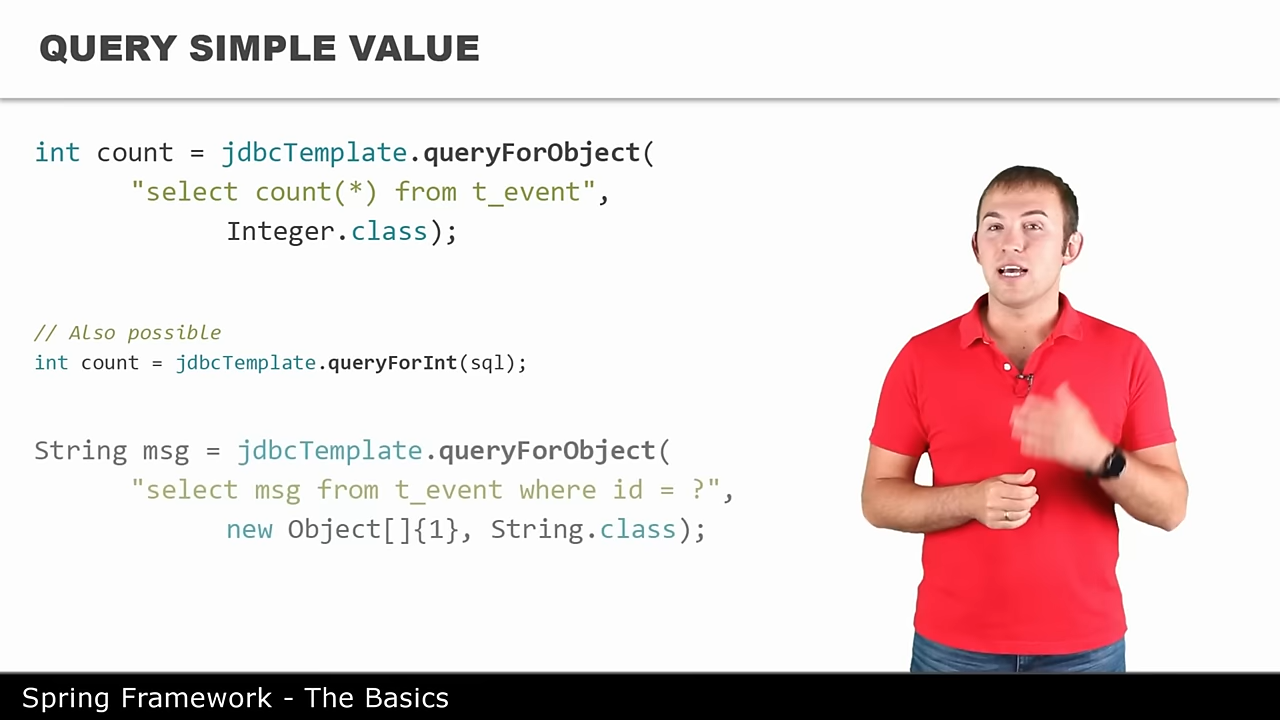 QUERY SIMPLE VALUE
int count = jdbcTemplate.queryForObject(
"select count(*) from t_event",
Integer.class);
// Also possible
int count = jdbcTemplate.queryForInt(sql);
String msg = jdbcTemplate.queryForObject(
"select msg from t_event where id = ?",
new Object[]{1}, String.class);
Spring Framework - The Basics